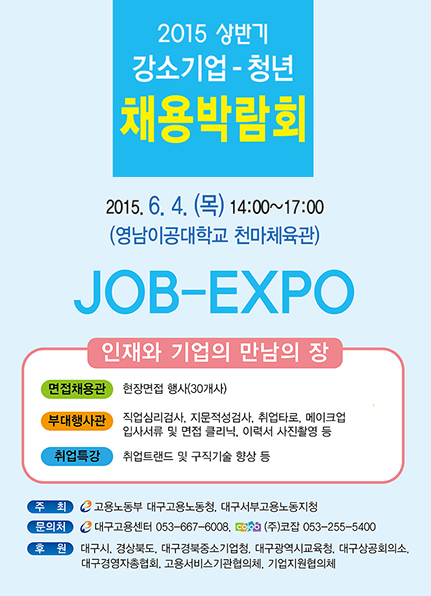 2015 상반기
강소기업-청년
채용박람회
2015. 6. 4. (목) 14:00~17:00
(영남이공대학교 천마체육관)
JOB-EXPO
인재와 기업의 만남의 장
면접채용관 현장면접 행사(30개사)
부대행사관 직업심리검사, 지문적성검사, 취업타로, 메이크업
입사서류 및 면접 클리닉, 이력서 사진촬영 등
취업특강 취업트랜드 및 구직기술 향상 등
주 최 고용노동부 대구고용노동청, 대구서부고용노동지청
문의처 대구고용센터 053-667-6008, (주)코잡 053-255-5400
후 원 대구시, 경상북도, 대구경북중소기업청, 대구광역시교육청, 대구상공회의소,
대구경영자총협회, 고용서비스기관협의체, 기업지원협의체